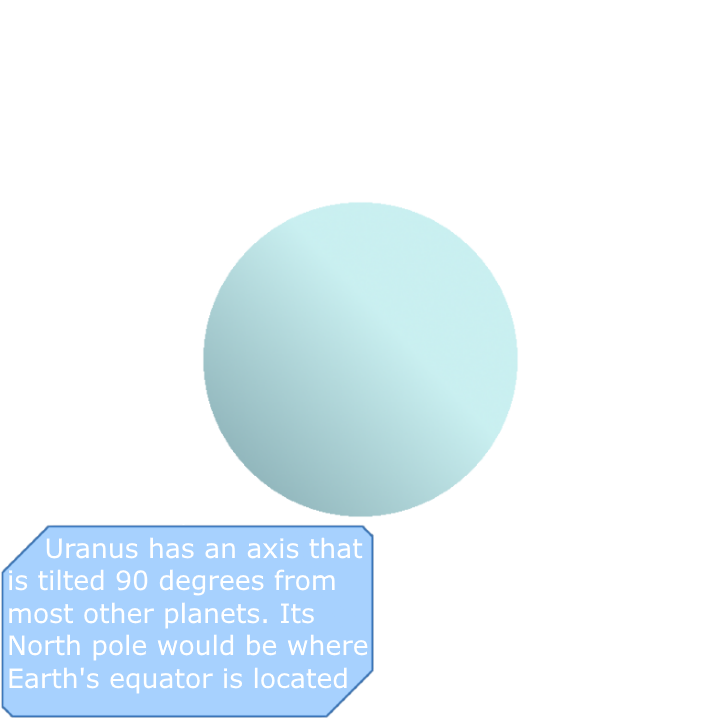 Uranus has an axis that
is tilted 90 degrees from
most other planets. Its
North pole would be where
Earth's equator is located